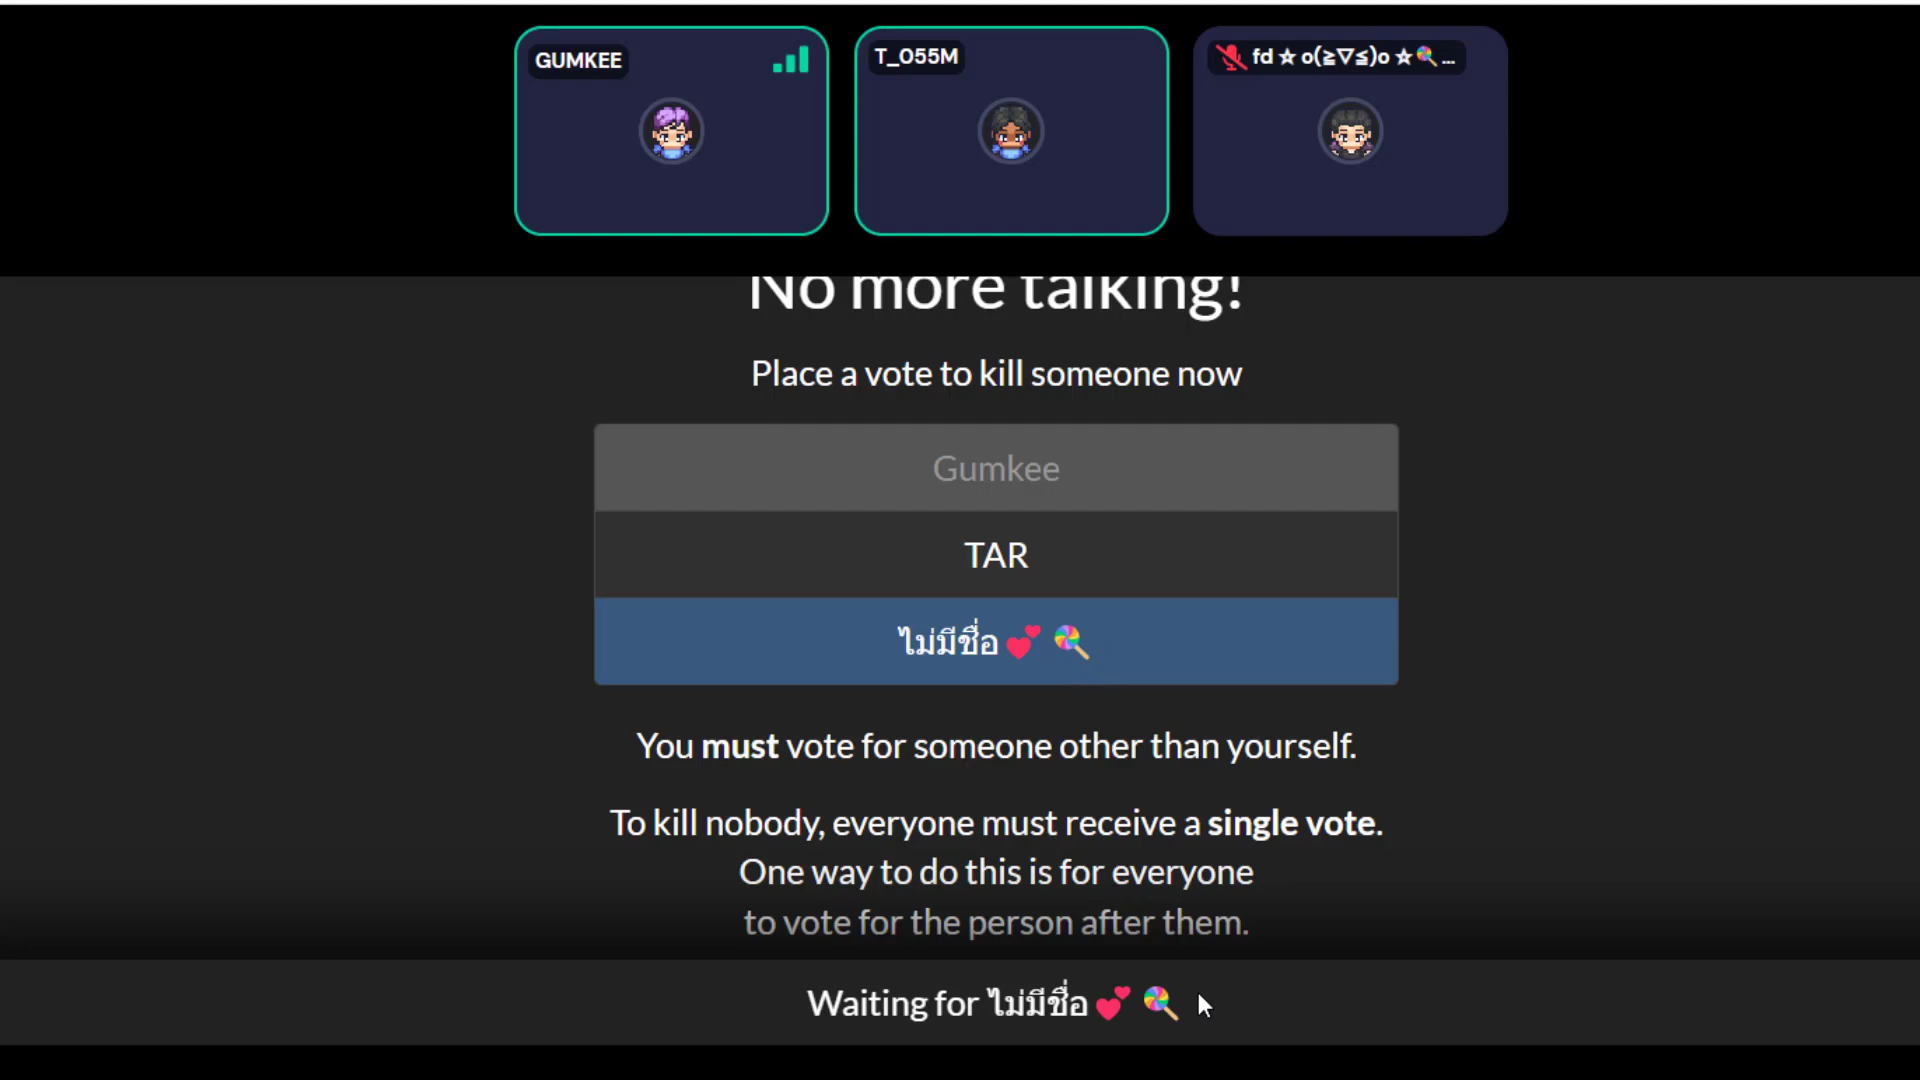 GUMKEE
T_055M
fd ☆ o(≧▽≦)o ☆🍭...
No more talking!
Place a vote to kill someone now
Gumkee
TAR
ไม่มีชื่อ 💕 🍭
You must vote for someone other than yourself.
To kill nobody, everyone must receive a single vote.
One way to do this is for everyone
to vote for the person after them.
Waiting for ไม่มีชื่อ 💕 🍭